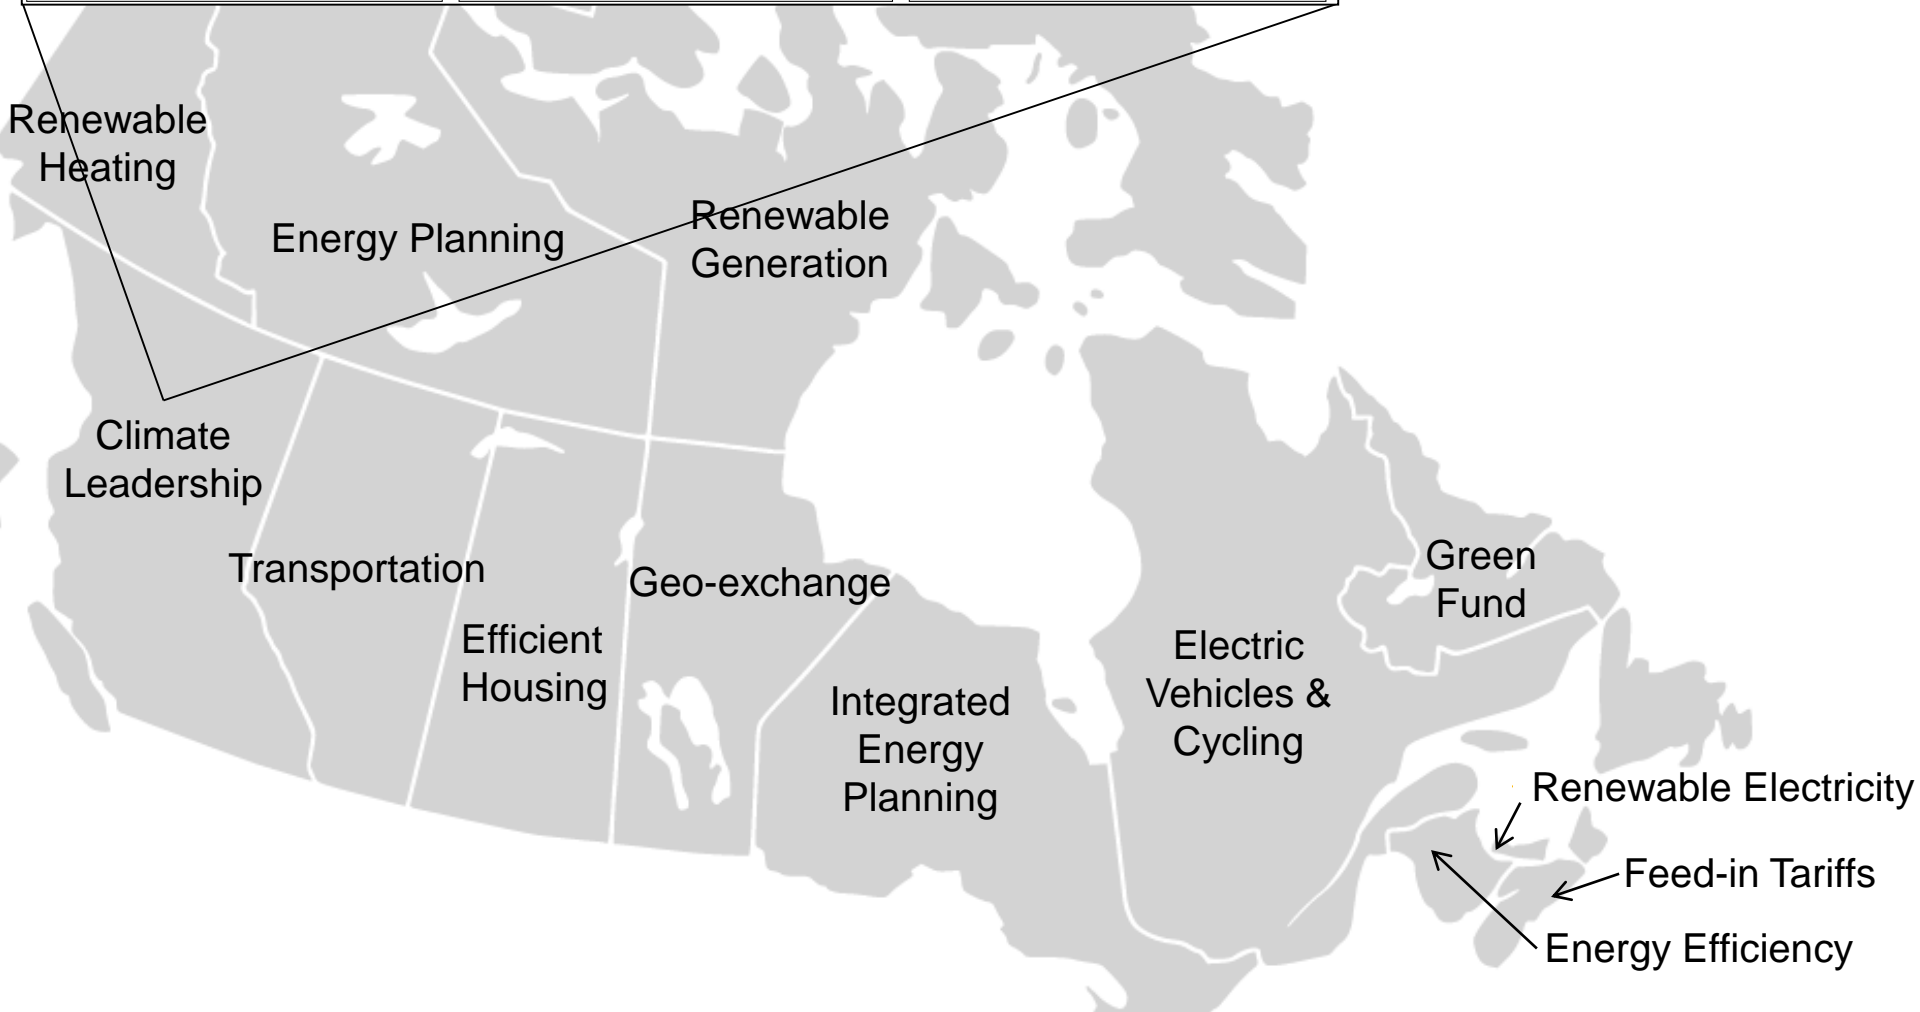 Renewable
Heating
Energy Planning
Renewable
Generation
Climate
Leadership
Transportation
Geo-exchange
Efficient
Housing
Integrated
Energy
Planning
Electric
Vehicles &
Cycling
Green
Fund
Renewable Electricity
Feed-in Tariffs
Energy Efficiency